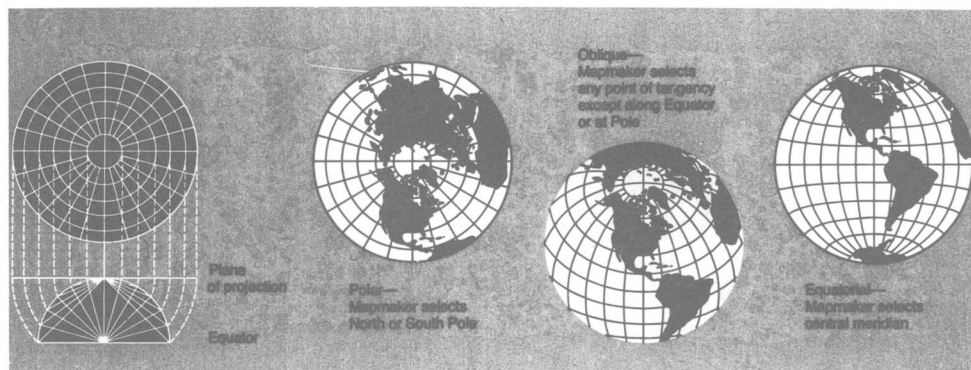 Plane
of projection
Equator
Polar—
Mapmaker selects
North or South Pole
Oblique—
Mapmaker selects
any point of tangency
except along Equator
or at Pole
Equatorial—
Mapmaker selects
central meridian